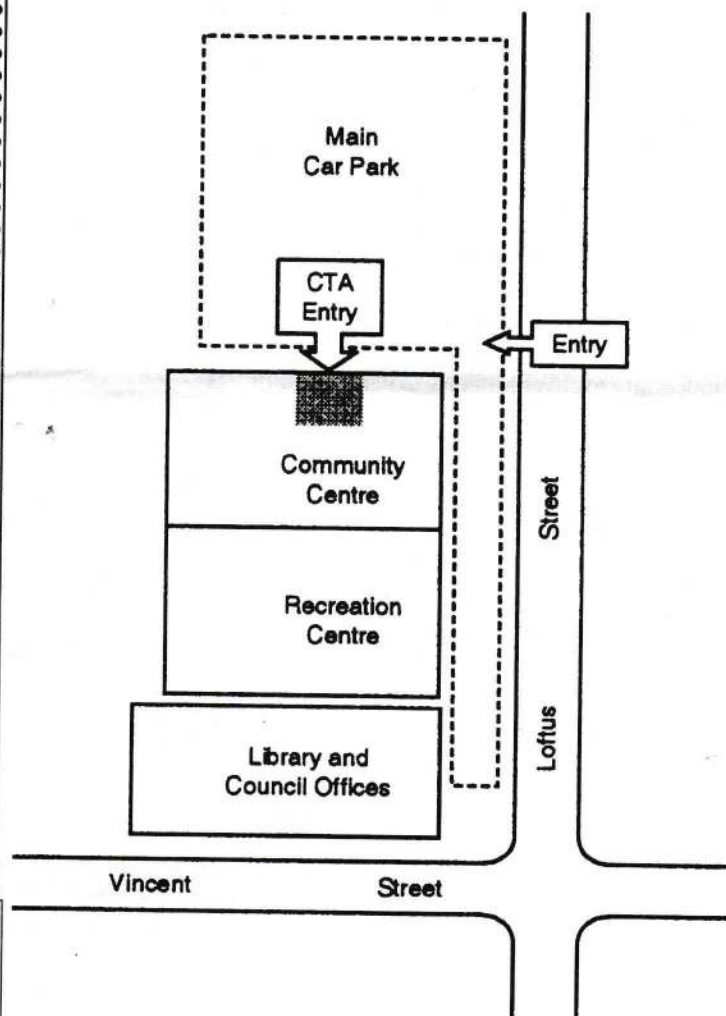 Main
Car Park
CTA
Entry
Entry
Community
Centre
Street
Recreation
Centre
Loftus
Library and
Council Offices
Vincent Street